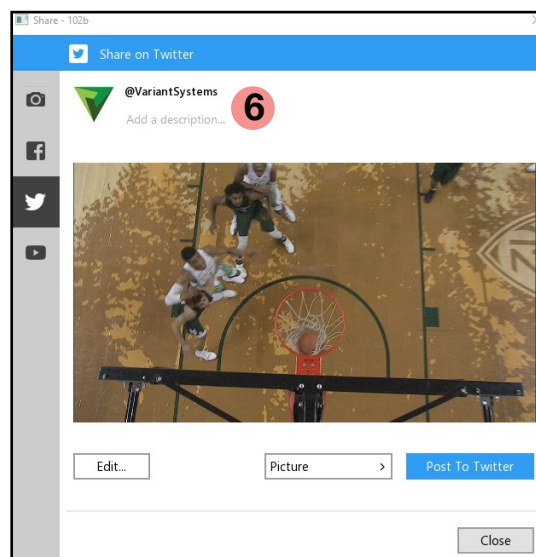 Share - 102b
Share on Twitter
@VariantSystems
Add a description...
6
Edit...
Picture
Post To Twitter
Close